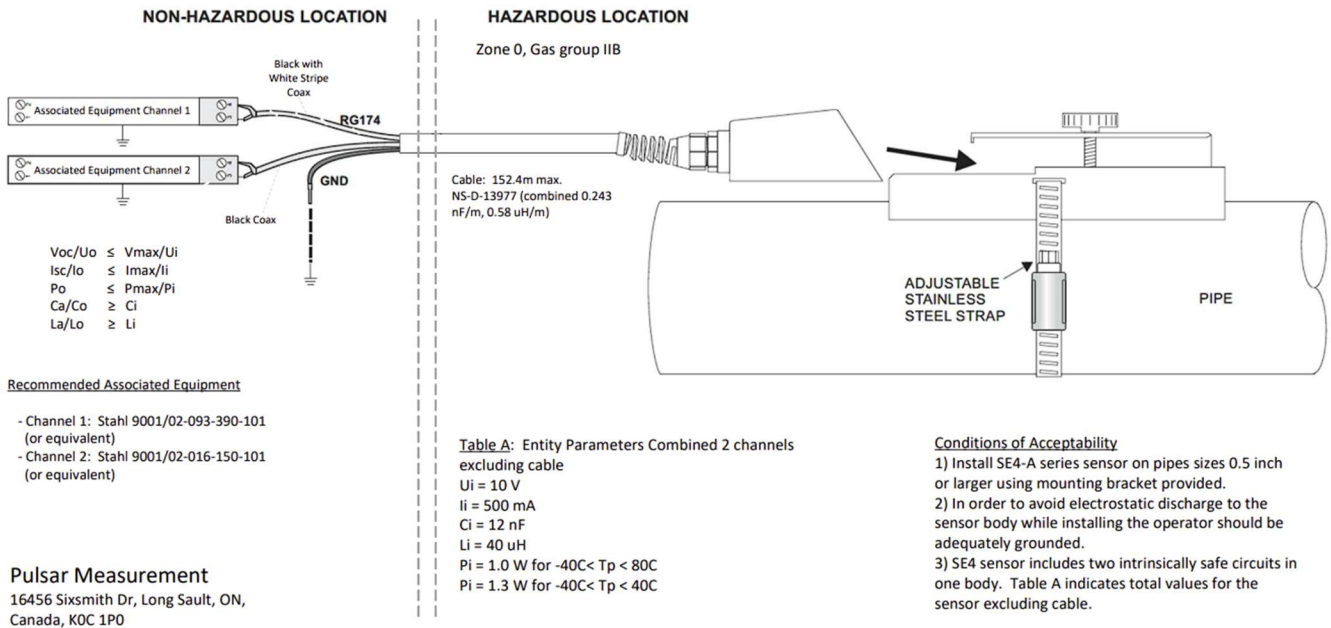 NON-HAZARDOUS LOCATION
HAZARDOUS LOCATION
Zone 0, Gas group IIB
Black with
White Stripe
Coax
Associated Equipment Channel 1
RG174
Associated Equipment Channel 2
GND
Black Coax
Cable: 152.4m max.
NS-D-13977 (combined 0.243
nF/m, 0.58 uH/m)
Voc/Uo ≤ Vmax/Ui
Isc/Io ≤ Imax/Ii
Po ≤ Pmax/Pi
Ca/Co ≥ Ci
La/Lo ≥ Li
ADJUSTABLE
STAINLESS
STEEL STRAP
PIPE
Recommended Associated Equipment
- Channel 1: Stahl 9001/02-093-390-101
(or equivalent)
- Channel 2: Stahl 9001/02-016-150-101
(or equivalent)
Table A: Entity Parameters Combined 2 channels
excluding cable
Ui = 10 V
Ii = 500 mA
Ci = 12 nF
Li = 40 uH
Pi = 1.0 W for -40C< Tp < 80C
Pi = 1.3 W for -40C< Tp < 40C
Conditions of Acceptability
1) Install SE4-A series sensor on pipes sizes 0.5 inch
or larger using mounting bracket provided.
2) In order to avoid electrostatic discharge to the
sensor body while installing the operator should be
adequately grounded.
3) SE4 sensor includes two intrinsically safe circuits in
one body. Table A indicates total values for the
sensor excluding cable.
Pulsar Measurement
16456 Sixsmith Dr, Long Sault, ON,
Canada, K0C 1P0